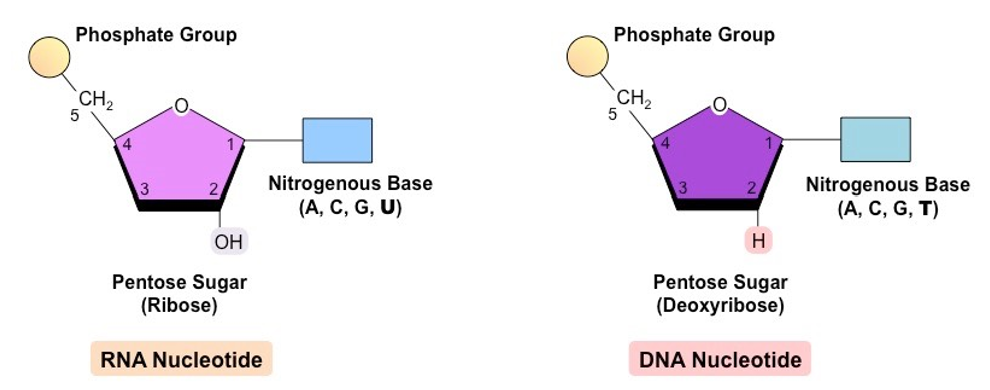 Phosphate Group
CH2
5
O
4
1
3
2
OH
Nitrogenous Base
(A, C, G, U)
Pentose Sugar
(Ribose)
RNA Nucleotide
Phosphate Group
CH2
5
O
4
1
3
2
H
Nitrogenous Base
(A, C, G, T)
Pentose Sugar
(Deoxyribose)
DNA Nucleotide